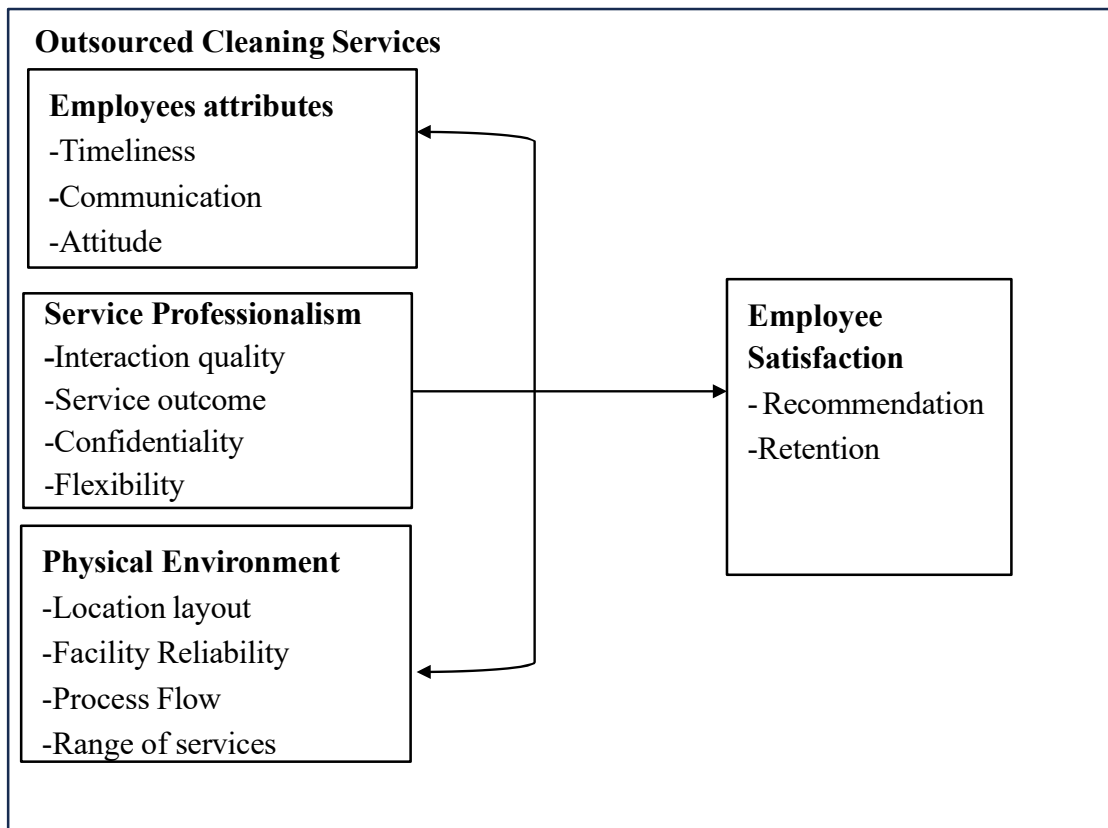 Outsourced Cleaning Services
Employees attributes
-Timeliness
-Communication
-Attitude
Service Professionalism
-Interaction quality
-Service outcome
-Confidentiality
-Flexibility
Physical Environment
-Location layout
-Facility Reliability
-Process Flow
-Range of services
Employee
Satisfaction
- Recommendation
-Retention